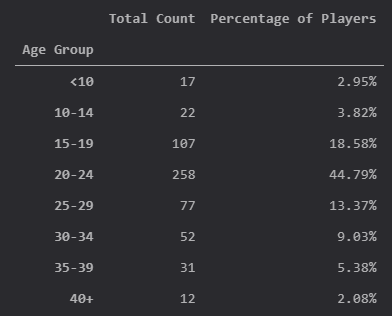 Total Count Percentage of Players
Age Group
<10 17 2.95%
10-14 22 3.82%
15-19 107 18.58%
20-24 258 44.79%
25-29 77 13.37%
30-34 52 9.03%
35-39 31 5.38%
40+ 12 2.08%